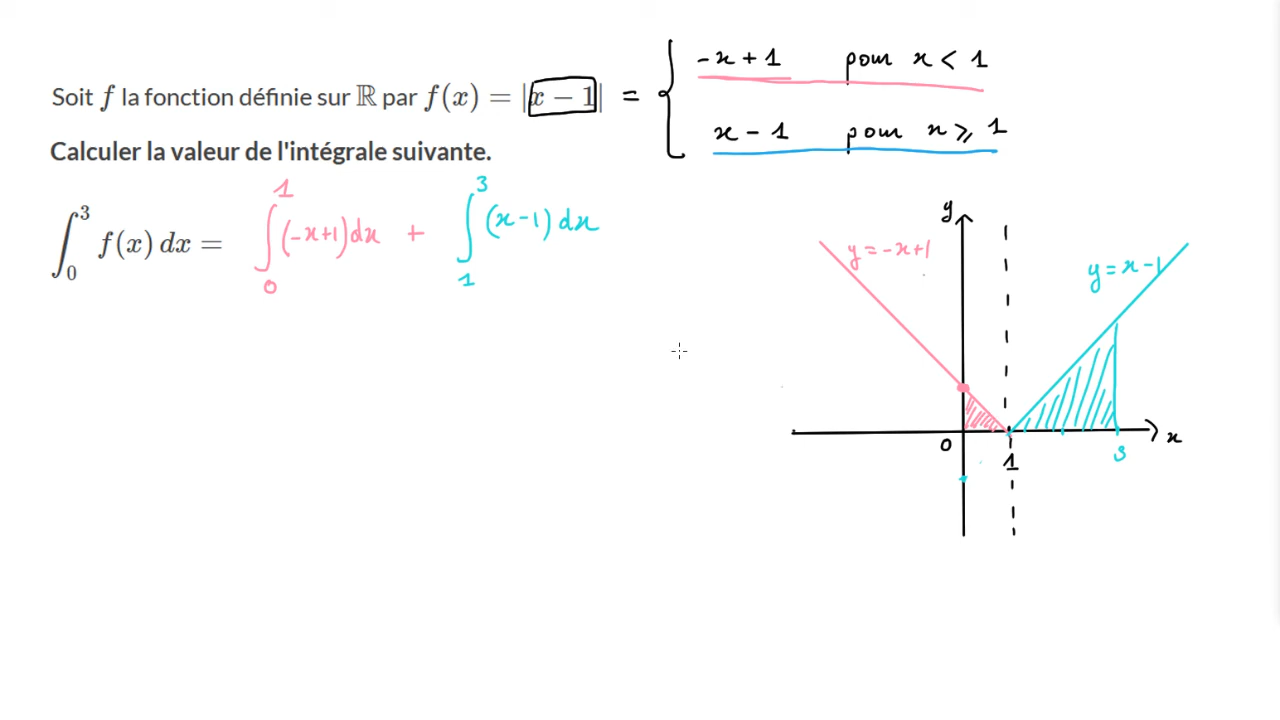 Soit f la fonction définie sur ℝ par f(x) = |x − 1| = { -x + 1 pour x < 1
x - 1 pour x ⩾ 1
Calculer la valeur de l'intégrale suivante.
∫₀³ f(x) dx = ∫₀¹ (-x+1) dx + ∫₁³ (x-1) dx
y
y = -x+1
y = x - 1
0
1
3
x